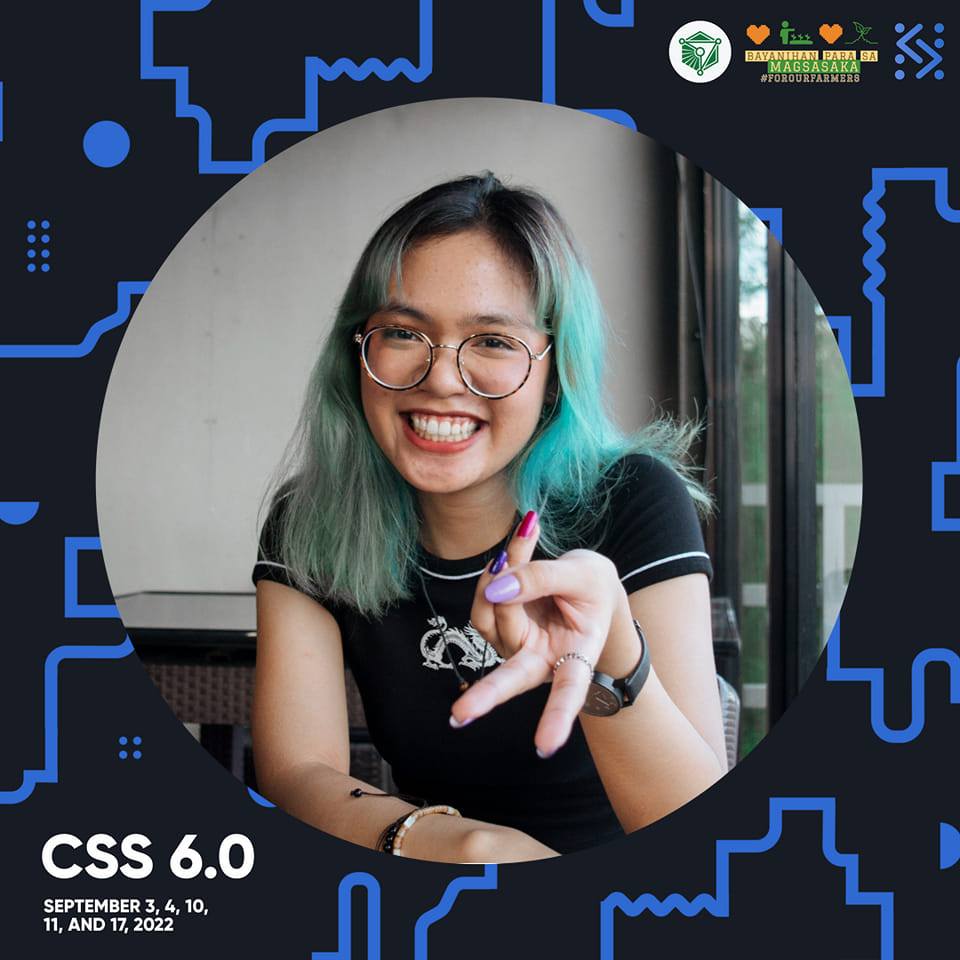 BAYANIHAN PARA SA
MAGSASAKA
#FOROURFARMERS
CSS 6.0
SEPTEMBER 3, 4, 10,
11, AND 17, 2022